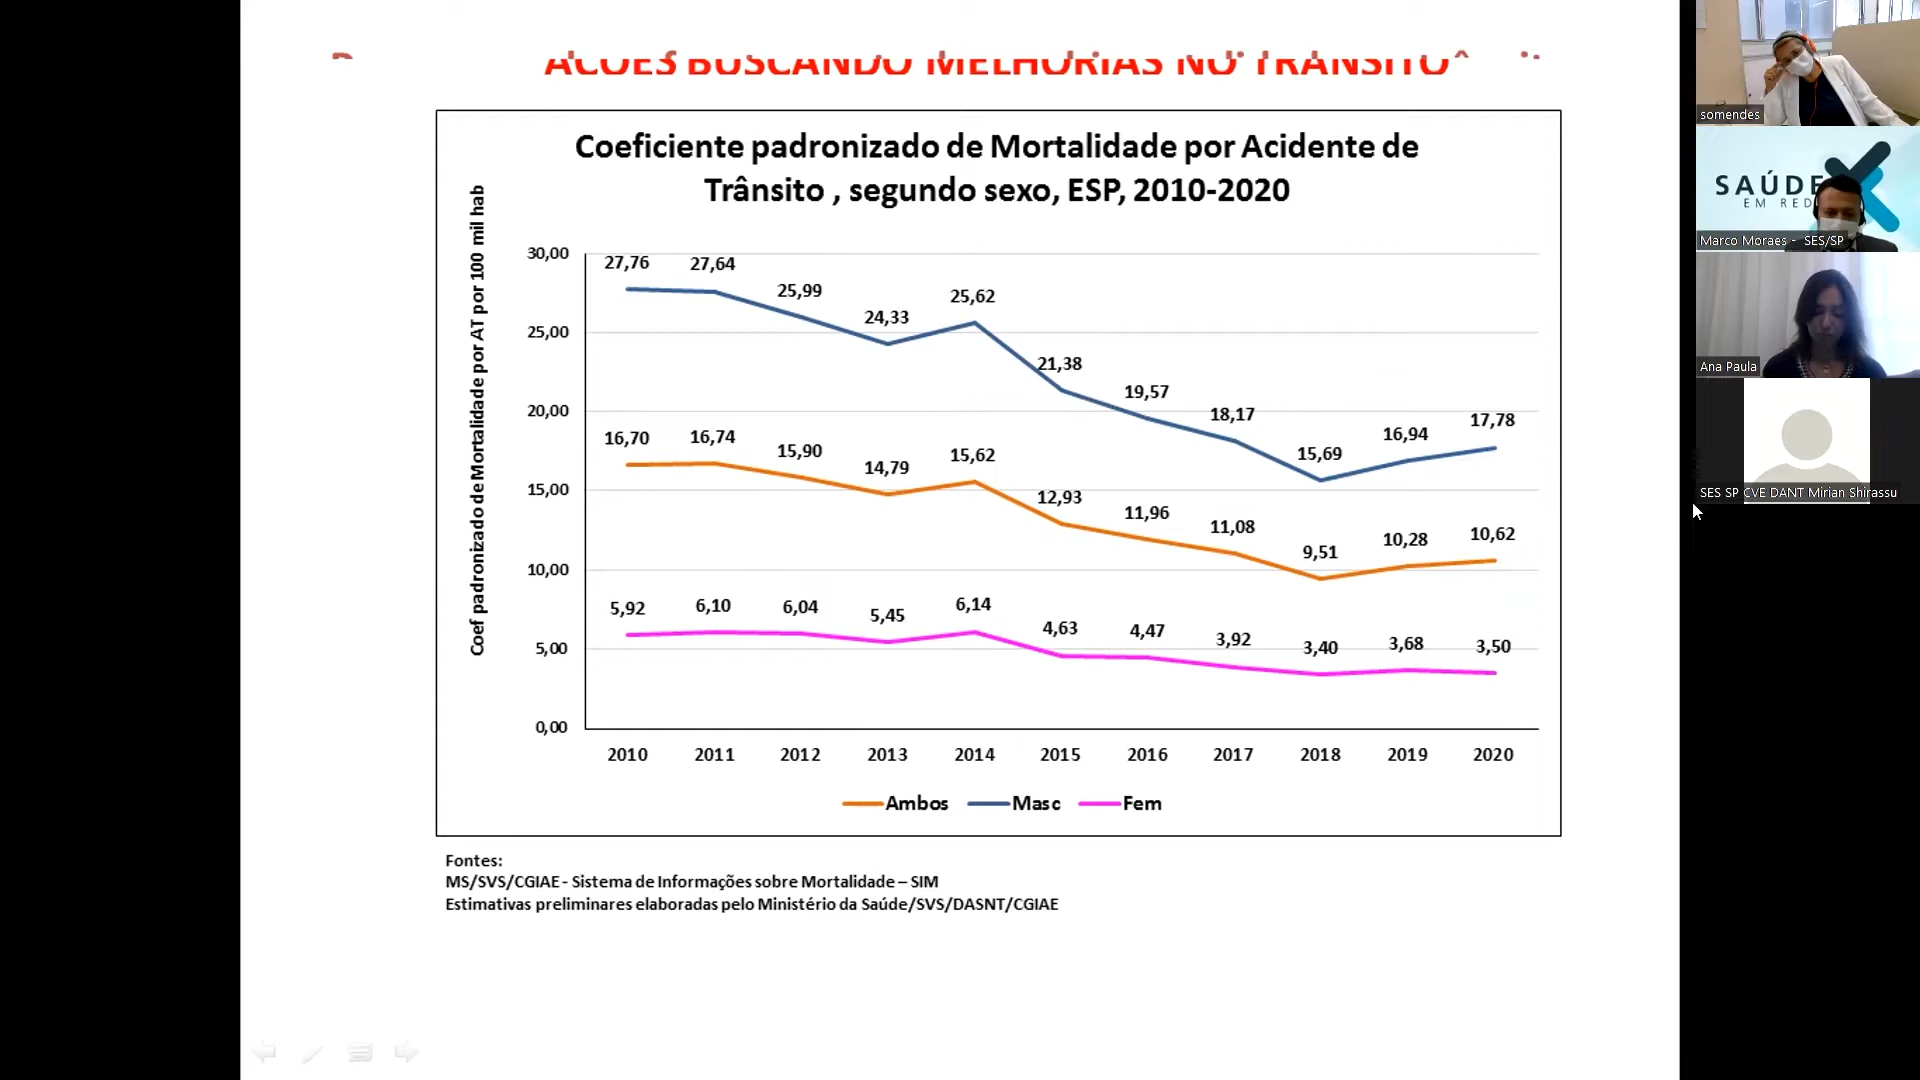 AÇÕES BUSCANDO MELHORIAS NO TRÂNSITO
Coeficiente padronizado de Mortalidade por Acidente de
Trânsito , segundo sexo, ESP, 2010-2020
Coef padronizado de Mortalidade por AT por 100 mil hab
30,00
25,00
20,00
15,00
10,00
5,00
0,00
27,76 27,64 25,99 24,33 25,62 21,38 19,57 18,17 15,69 16,94 17,78
16,70 16,74 15,90 14,79 15,62 12,93 11,96 11,08 9,51 10,28 10,62
5,92 6,10 6,04 5,45 6,14 4,63 4,47 3,92 3,40 3,68 3,50
2010 2011 2012 2013 2014 2015 2016 2017 2018 2019 2020
Ambos Masc Fem
Fontes:
MS/SVS/CGIAE - Sistema de Informações sobre Mortalidade – SIM
Estimativas preliminares elaboradas pelo Ministério da Saúde/SVS/DASNT/CGIAE
somendes
SAÚDE
EM RED
Marco Moraes - SES/SP
Ana Paula
SES SP CVE DANT Mirian Shirassu